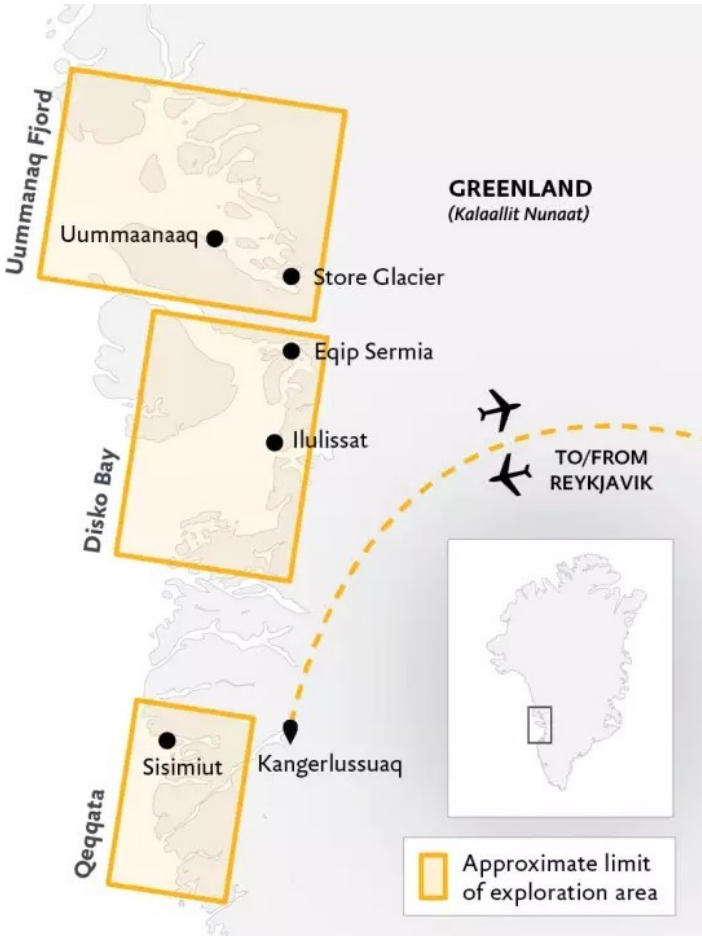 Uummanaq Fjord
GREENLAND
(Kalaallit Nunaat)
Uummaanaaq
Store Glacier
Eqip Sermia
Ilulissat
Disko Bay
TO/FROM
REYKJAVIK
Sisimiut
Kangerlussuaq
Qeqqata
Approximate limit
of exploration area